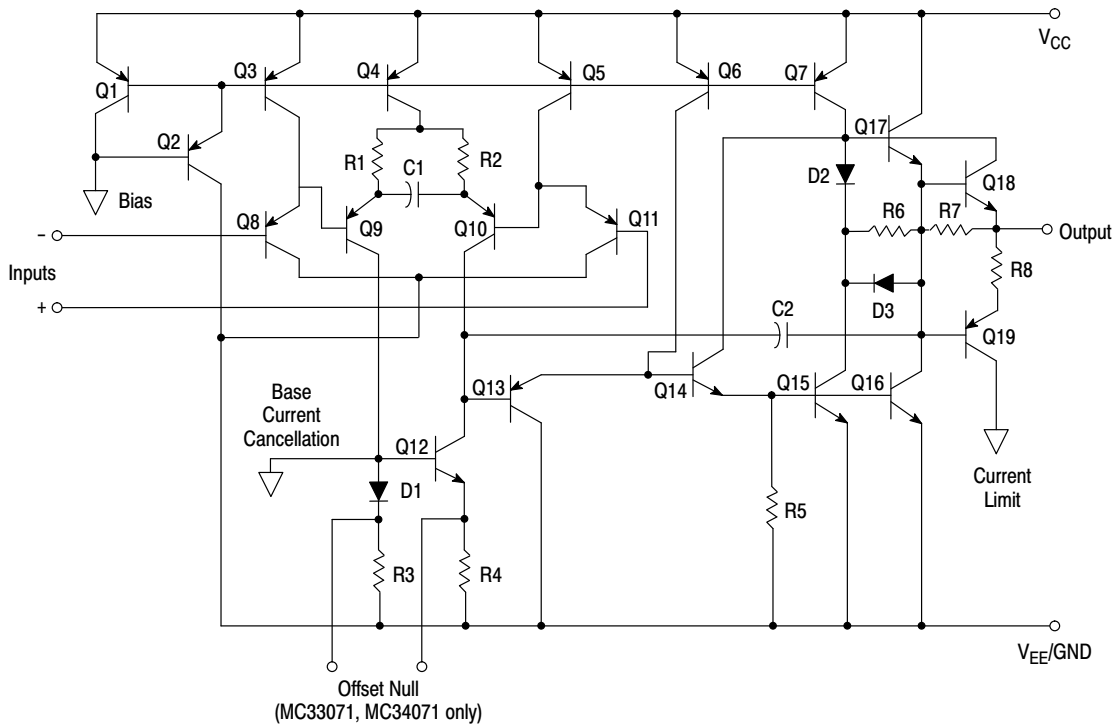 VCC
Q3
Q4
Q5
Q6
Q7
Q1
Q17
Q2
R1
C1
R2
D2
Q18
Bias
Q8
Q9
Q10
Q11
R6
R7
Output
−
Inputs
+
R8
D3
C2
Q19
Q13
Q14
Q15
Q16
Base
Current
Cancellation
Q12
D1
Current
Limit
R5
R3
R4
VEE/GND
Offset Null
(MC33071, MC34071 only)